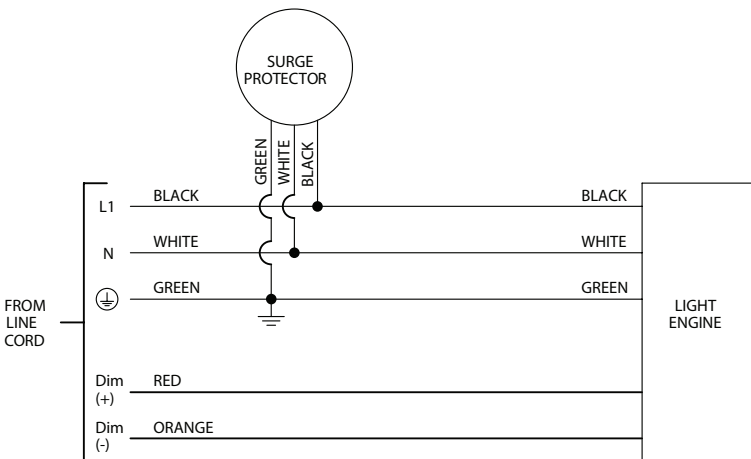 SURGE
PROTECTOR
GREEN
WHITE
BLACK
L1
BLACK
BLACK
N
WHITE
WHITE
GREEN
GREEN
FROM
LINE
CORD
LIGHT
ENGINE
Dim
(+)
RED
Dim
(-)
ORANGE